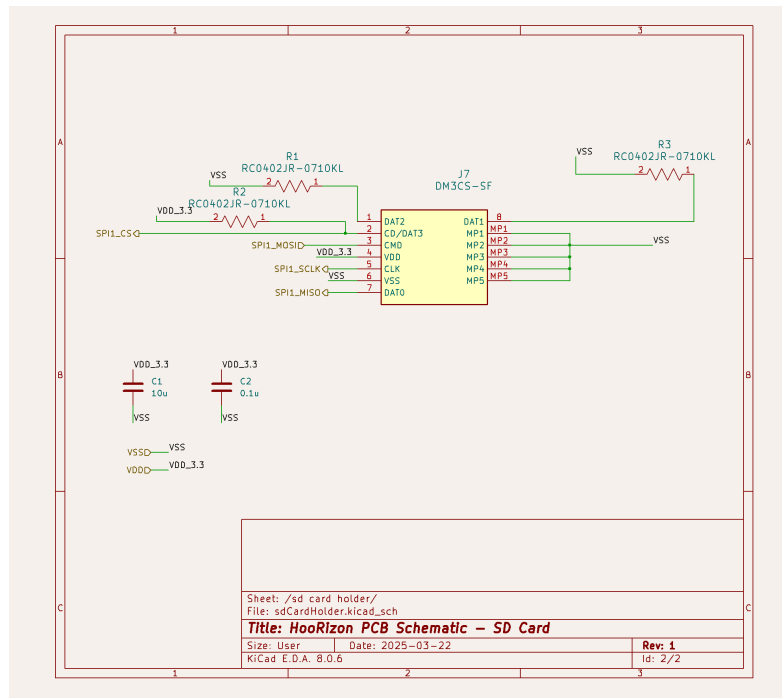 1 2 3
A A
R3
RC0402JR-0710KL
VSS
2 1
R1
RC0402JR-0710KL
VSS
2 1
R2
RC0402JR-0710KL
VDD_3.3
2 1
J7
DM3CS-SF
1 DAT2 DAT1 8
SPI1_CS 2 CD/DAT3 MP1 MP1
SPI1_MOSI 3 CMD MP2 MP2 VSS
VDD_3.3 4 VDD MP3 MP3
SPI1_SCLK 5 CLK MP4 MP4
VSS 6 VSS MP5 MP5
SPI1_MISO 7 DAT0
B B
VDD_3.3 VDD_3.3
C1 C2
10u 0.1u
VSS VSS
VSS VSS
VDD VDD_3.3
C C
Sheet: /sd card holder/
File: sdCardHolder.kicad_sch
Title: HooRizon PCB Schematic – SD Card
Size: User Date: 2025-03-22 Rev: 1
KiCad E.D.A. 8.0.6 Id: 2/2
1 2 3